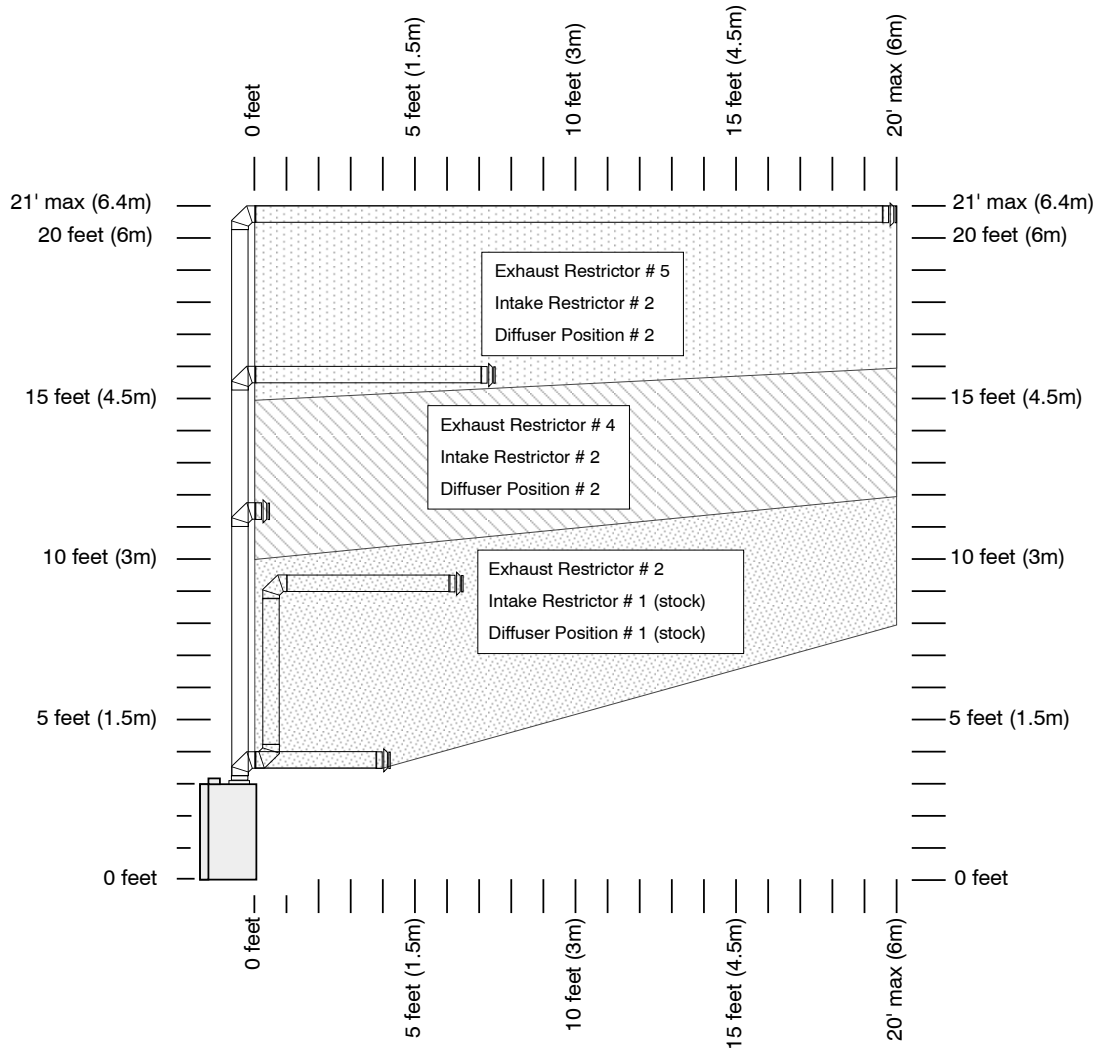 0 feet
5 feet (1.5m)
10 feet (3m)
15 feet (4.5m)
20' max (6m)
21' max (6.4m)
21' max (6.4m)
20 feet (6m)
20 feet (6m)
Exhaust Restrictor # 5
Intake Restrictor # 2
Diffuser Position # 2
15 feet (4.5m)
15 feet (4.5m)
Exhaust Restrictor # 4
Intake Restrictor # 2
Diffuser Position # 2
10 feet (3m)
10 feet (3m)
Exhaust Restrictor # 2
Intake Restrictor # 1 (stock)
Diffuser Position # 1 (stock)
5 feet (1.5m)
5 feet (1.5m)
0 feet
0 feet
0 feet
5 feet (1.5m)
10 feet (3m)
15 feet (4.5m)
20' max (6m)